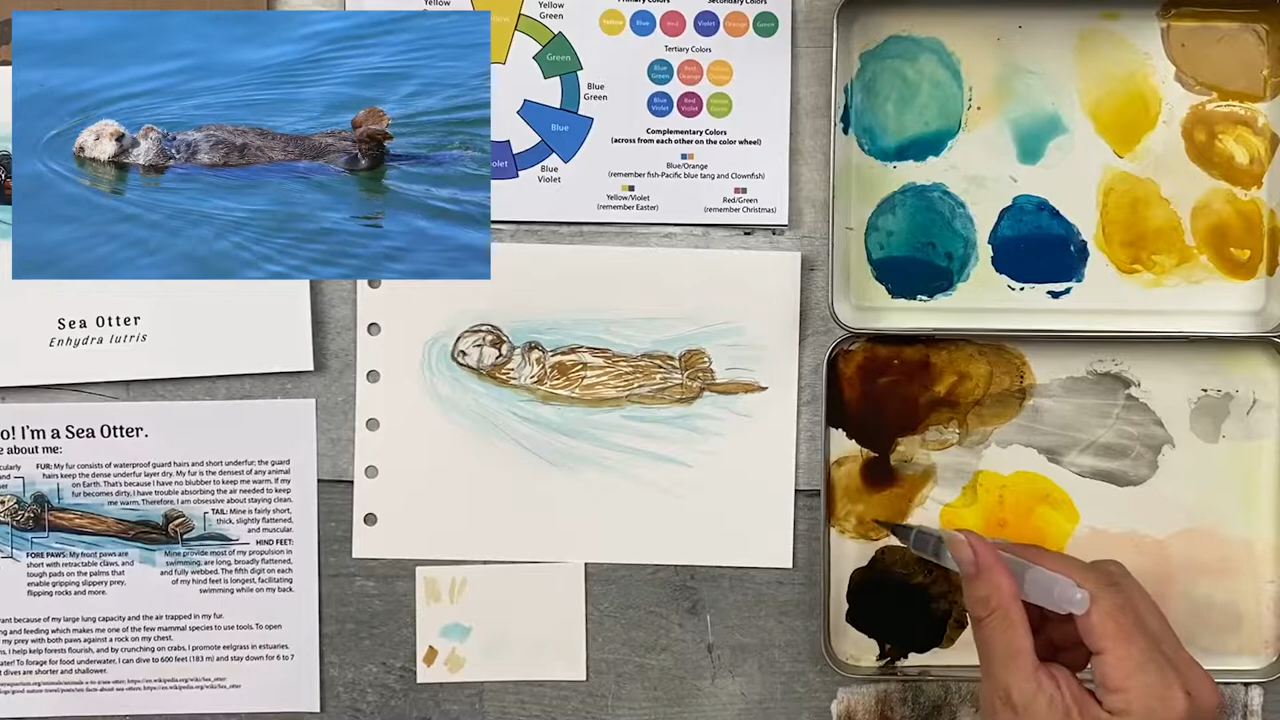 Yellow
Yellow
Green
Green
Blue
Green
Blue
Blue
Violet
Secondary Colors
Yellow
Blue
Red
Violet
Orange
Green
Tertiary Colors
Blue
Green
Red
Orange
Blue
Violet
Red
Violet
Complementary Colors
(across from each other on the color wheel)
Blue/Orange
(remember fish-Pacific blue tang and Clownfish)
Yellow/Violet
(remember Easter)
Red/Green
(remember Christmas)
Sea Otter
Enhydra lutris
I'm a Sea Otter.
about me:
FUR: My fur consists of waterproof guard hairs and short underfur; the guard
hairs keep the dense underfur layer dry. My fur is the densest of any animal
on Earth. That's because I have no blubber to keep me warm. If my
fur becomes dirty, I have trouble absorbing the air needed to keep
me warm. Therefore, I am obsessive about staying clean.
TAIL: Mine is fairly short,
thick, slightly flattened,
and muscular.
HIND FEET:
Mine provide most of my propulsion in
swimming, are long, broadly flattened,
and fully webbed. The fifth digit on each
of my hind feet is longest, facilitating
swimming while on my back.
FORE PAWS: My front paws are
short with retractable claws, and
tough pads on the palms that
enable gripping slippery prey,
flipping rocks and more.
because of my large lung capacity and the air trapped in my fur.
and feeding which makes me one of the few mammal species to use tools. To open
my prey with both paws against a rock on my chest.
I help kelp forests flourish, and by crunching on crabs, I promote eelgrass in estuaries.
To forage for food underwater, I can dive to 600 feet (183 m) and stay down for 6 to 7
dives are shorter and shallower.